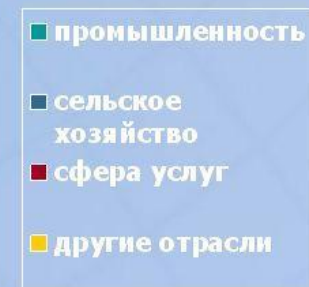 промышленность
сельское
хозяйство
сфера услуг
другие отрасли